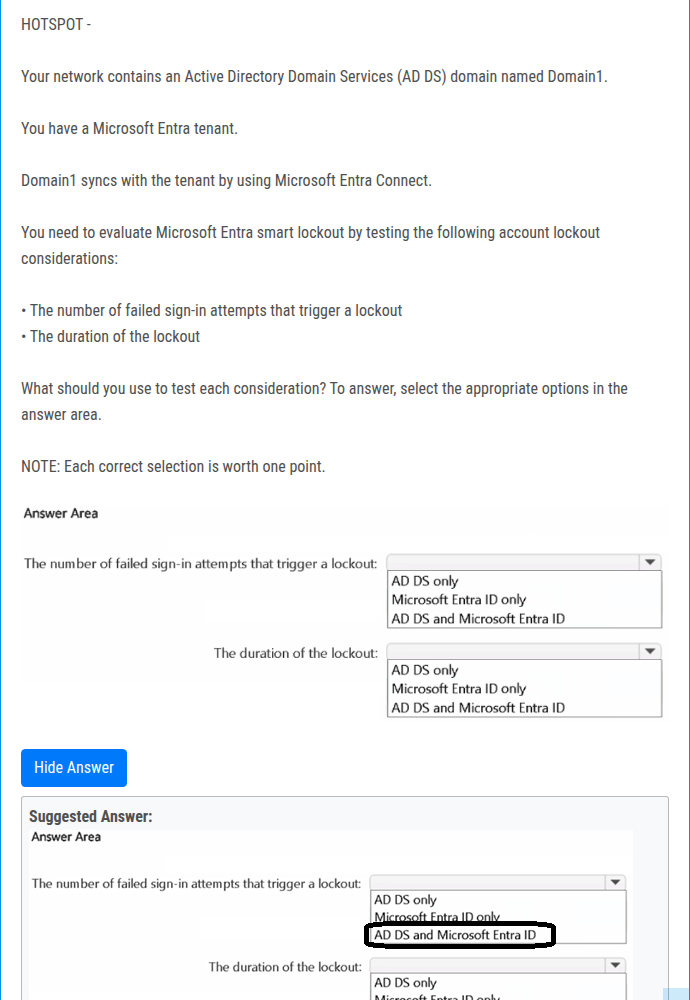 HOTSPOT -
Your network contains an Active Directory Domain Services (AD DS) domain named Domain1.
You have a Microsoft Entra tenant.
Domain1 syncs with the tenant by using Microsoft Entra Connect.
You need to evaluate Microsoft Entra smart lockout by testing the following account lockout
considerations:
• The number of failed sign-in attempts that trigger a lockout
• The duration of the lockout
What should you use to test each consideration? To answer, select the appropriate options in the
answer area.
NOTE: Each correct selection is worth one point.
Answer Area
The number of failed sign-in attempts that trigger a lockout:
AD DS only
Microsoft Entra ID only
AD DS and Microsoft Entra ID
The duration of the lockout:
AD DS only
Microsoft Entra ID only
AD DS and Microsoft Entra ID
Hide Answer
Suggested Answer:
Answer Area
The number of failed sign-in attempts that trigger a lockout:
AD DS only
Microsoft Entra ID only
AD DS and Microsoft Entra ID
The duration of the lockout:
AD DS only
Microsoft Entra ID only